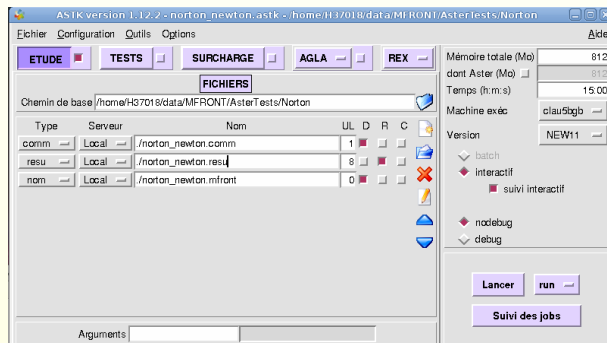 ASTK version 1.12.2 - norton_newton.astk - /home/H37018/data/MFRONT/AsterTests/Norton
Fichier Configuration Outils Options Aide
ETUDE TESTS SURCHARGE AGLA REX
FICHIERS
Chemin de base /home/H37018/data/MFRONT/AsterTests/Norton
Type Serveur Nom UL D R C
comm Local ./norton_newton.comm 1
resu Local ./norton_newton.resu 8
nom Local ./norton_newton.mfront 0
Arguments
Mémoire totale (Mo) 812
dont Aster (Mo) 812
Temps (h:m:s) 15:00
Machine exéc clau5bgb
Version NEW11
batch
interactif
suivi interactif
nodebug
debug
Lancer run
Suivi des jobs